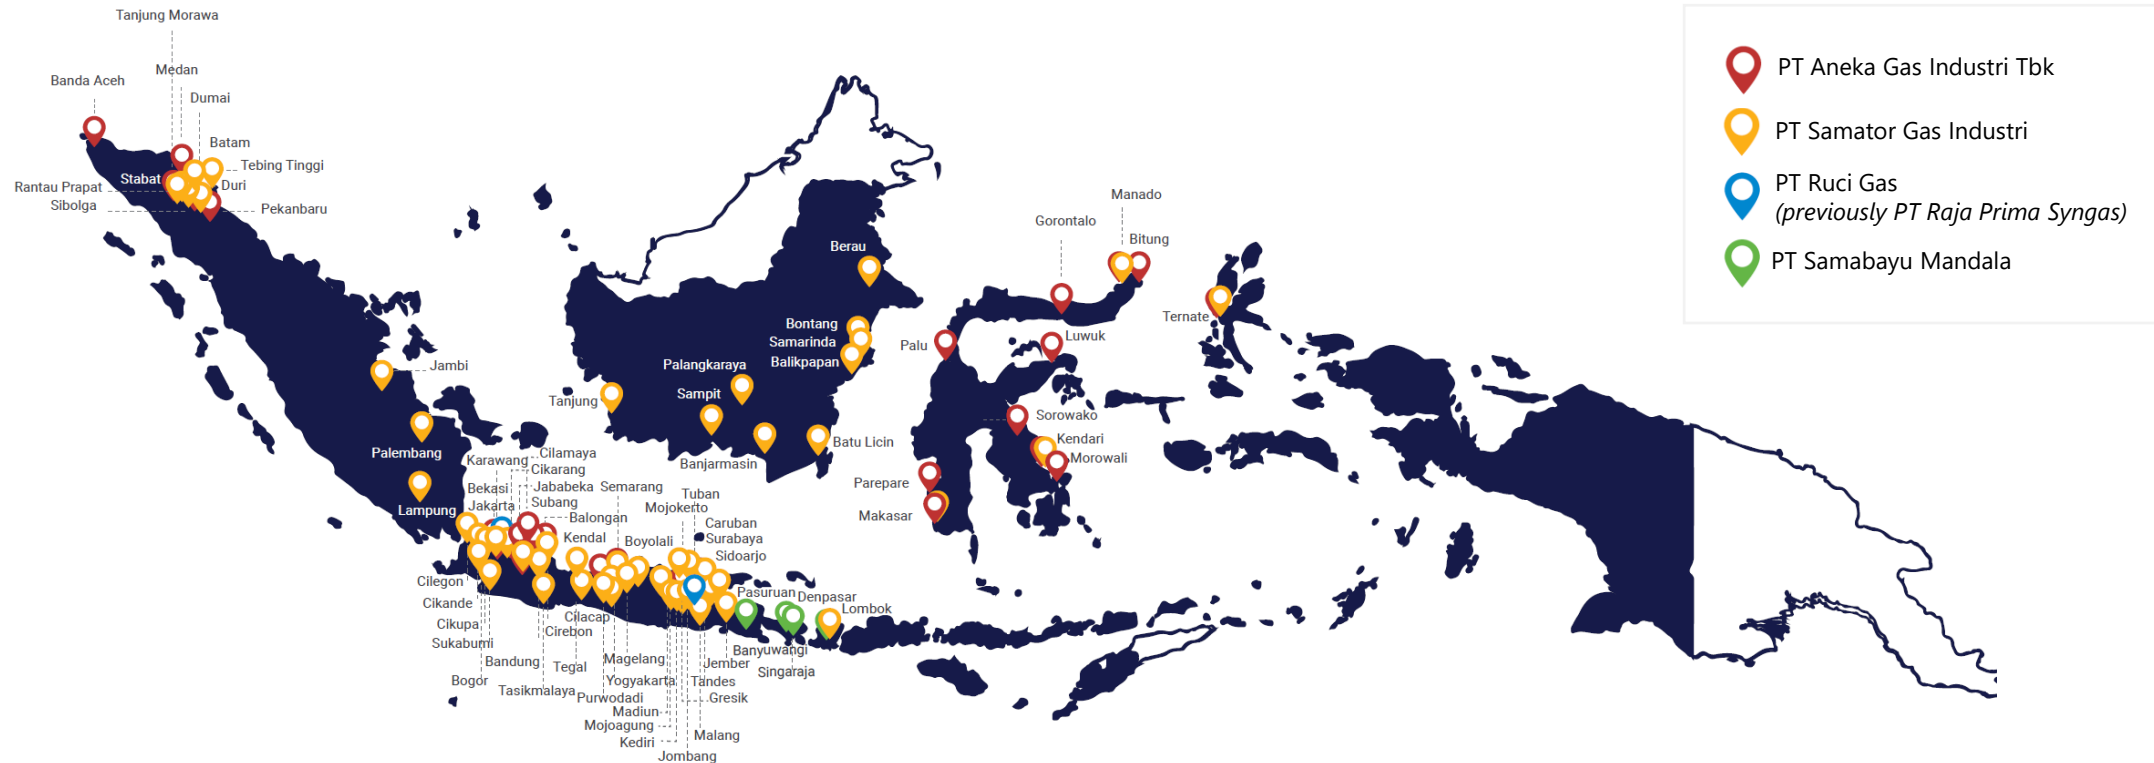 Tanjung Morawa
Medan
Banda Aceh
Dumai
Batam
Tebing Tinggi
Stabat
Duri
Rantau Prapat
Sibolga
Pekanbaru
Jambi
Palembang
Lampung
Berau
Bontang
Samarinda
Balikpapan
Palangkaraya
Sampit
Tanjung
Banjarmasin
Batu Licin
Manado
Gorontalo
Bitung
Ternate
Palu
Luwuk
Sorowako
Kendari
Morowali
Parepare
Makasar
Karawang
Cilamaya
Cikarang
Bekasi
Jababeka
Jakarta
Subang
Balongan
Semarang
Kendal
Boyolali
Tuban
Mojokerto
Caruban
Surabaya
Sidoarjo
Pasuruan
Denpasar
Lombok
Cilegon
Cikande
Cikupa
Sukabumi
Bogor
Bandung
Cirebon
Tasikmalaya
Cilacap
Tegal
Magelang
Yogyakarta
Purwodadi
Madiun
Mojoagung
Kediri
Jombang
Malang
Gresik
Tandes
Jember
Banyuwangi
Singaraja
PT Aneka Gas Industri Tbk
PT Samator Gas Industri
PT Ruci Gas
(previously PT Raja Prima Syngas)
PT Samabayu Mandala